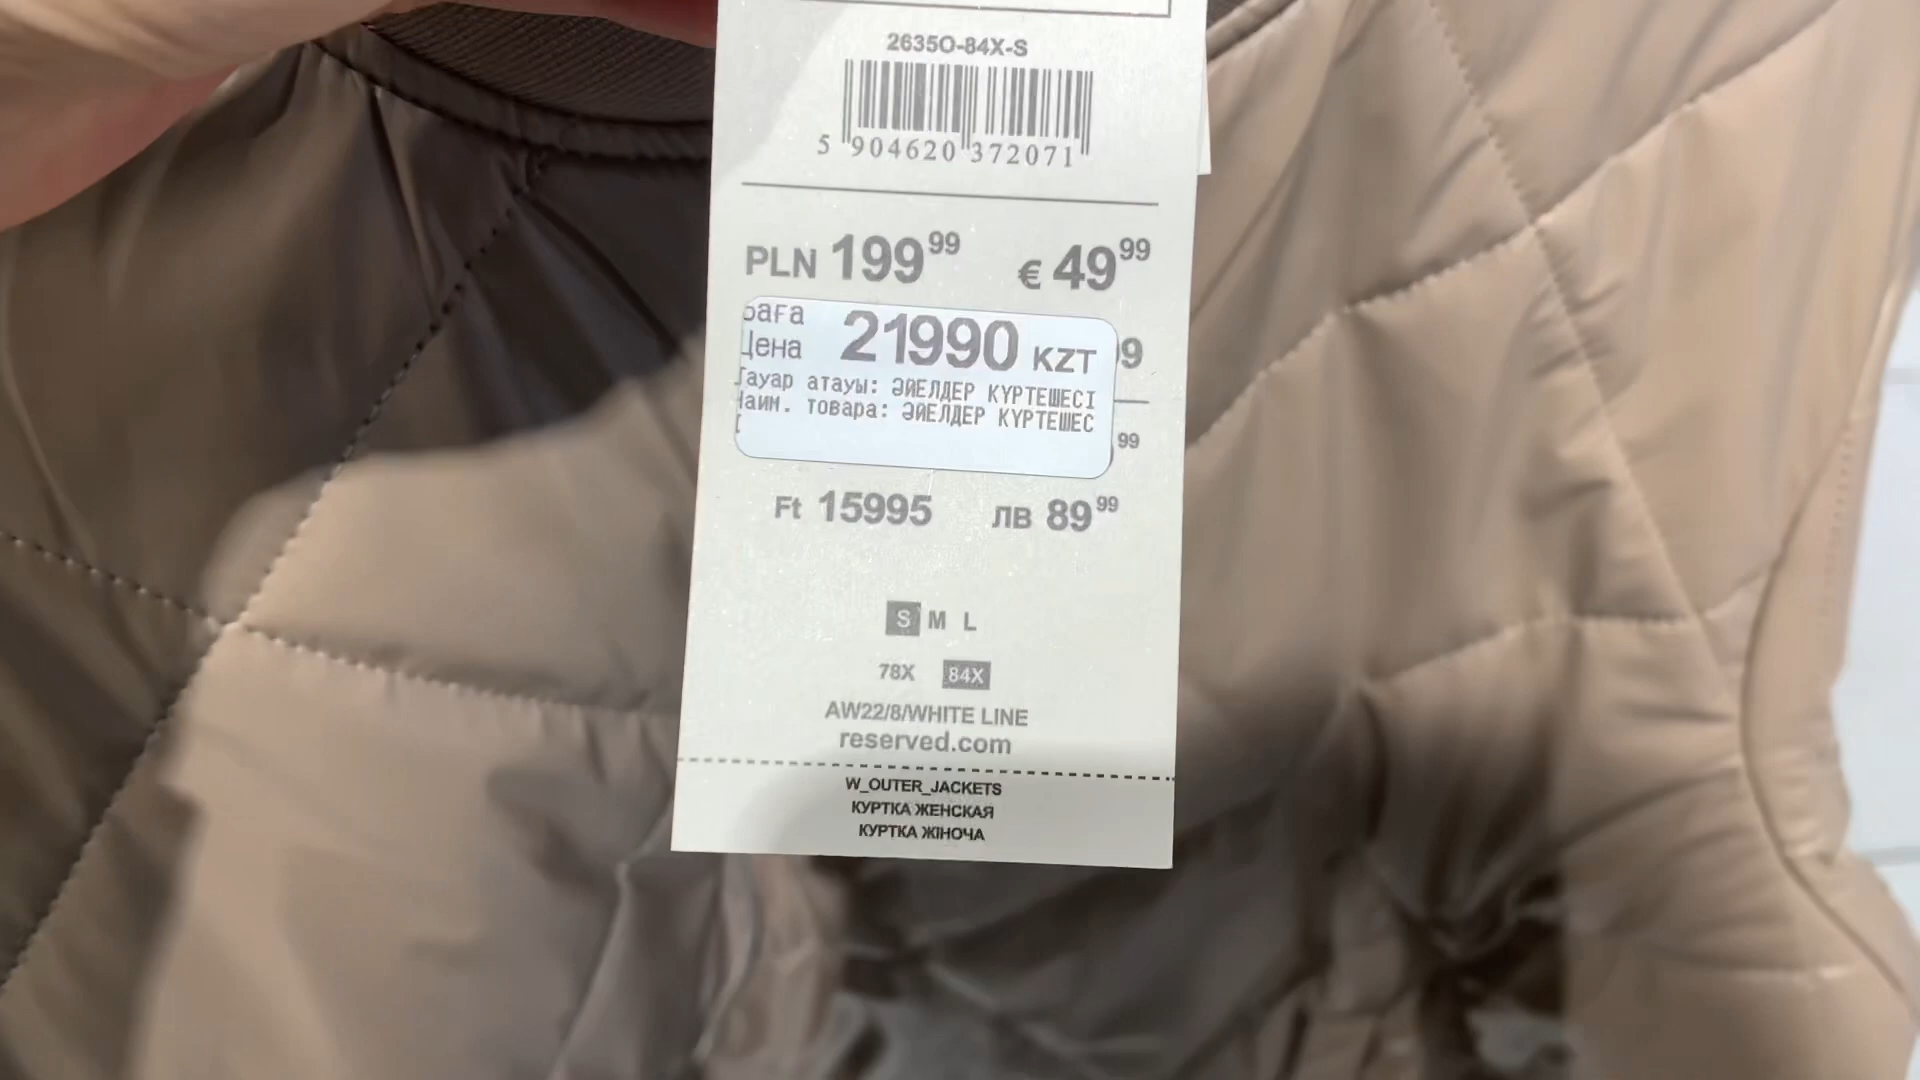 2635O-84X-S
5 904620 372071
PLN 199 99 € 49 99
баға
Цена 21990 KZT 9
Тауар атауы: ӘЙЕЛДЕР КҮРТЕШЕСІ
Наим. товара: ӘЙЕЛДЕР КҮРТЕШЕС
99
Ft 15995 ЛВ 89 99
S M L
78X 84X
AW22/8/WHITE LINE
reserved.com
W_OUTER_JACKETS
КУРТКА ЖЕНСКАЯ
КУРТКА ЖІНОЧА